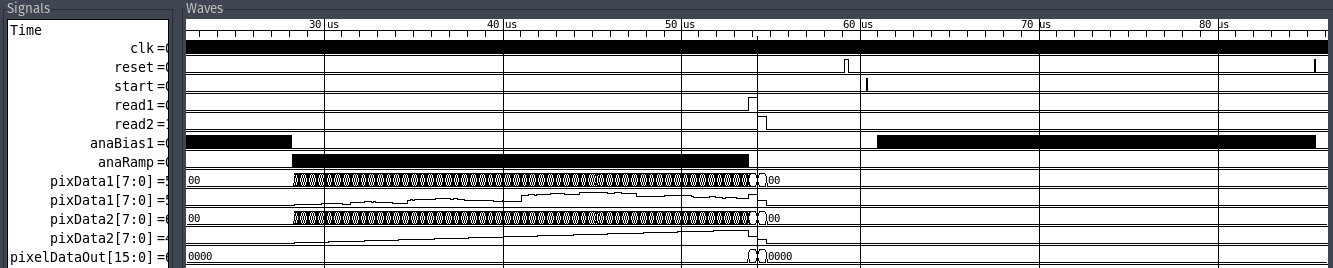 Signals
Waves
Time
30 us 40 us 50 us 60 us 70 us 80 us
clk =0
reset =0
start =0
read1 =0
read2 =1
anaBias1 =0
anaRamp =0
pixData1[7:0] =5 00 00
pixData1[7:0] =5
pixData2[7:0] =6 00 00
pixData2[7:0] =4
pixelDataOut[15:0] =6 0000 0000